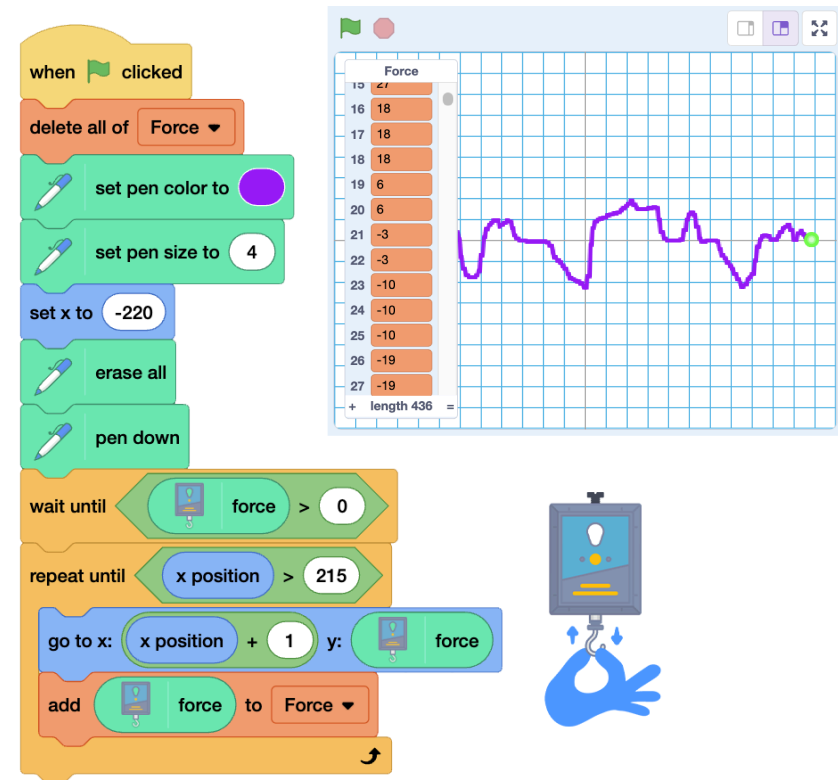 when clicked
delete all of Force
set pen color to
set pen size to 4
set x to -220
erase all
pen down
wait until force > 0
repeat until x position > 215
go to x: x position + 1 y: force
add force to Force
Force
15 27
16 18
17 18
18 18
19 6
20 6
21 -3
22 -3
23 -10
24 -10
25 -10
26 -19
27 -19
+ length 436 =